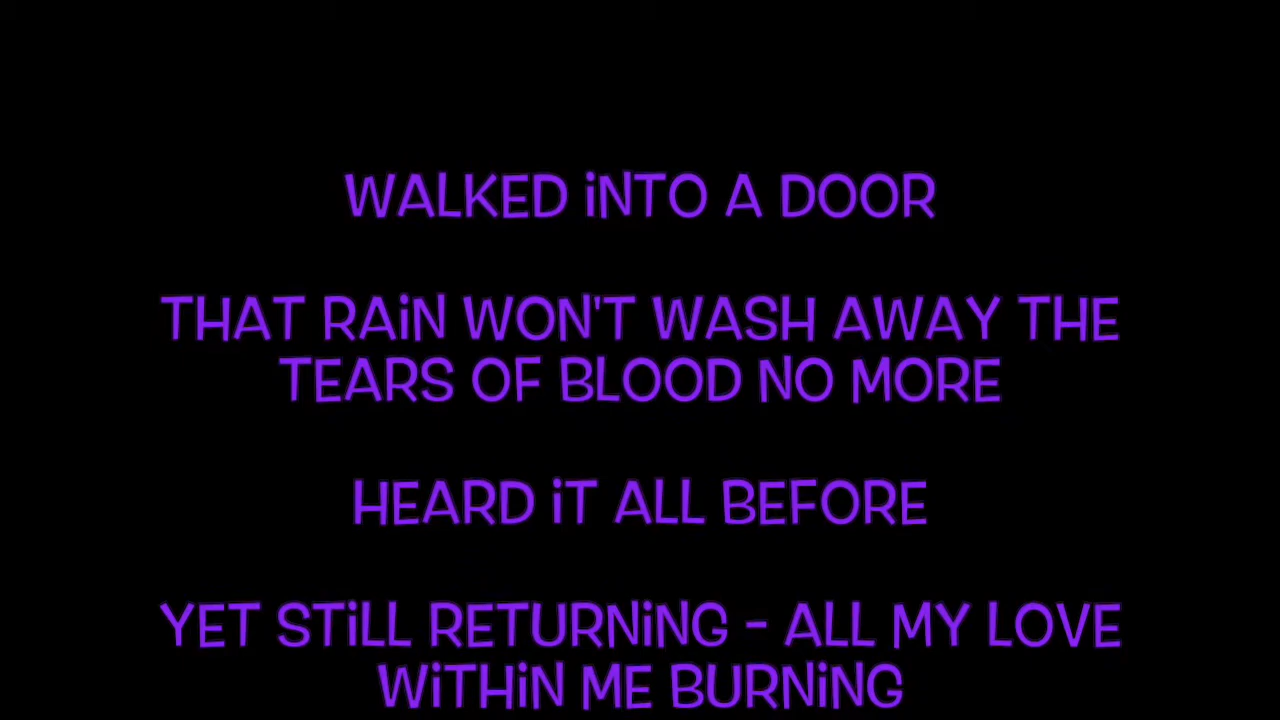 WALKED iNTO A DOOR
THAT RAiN WON'T WASH AWAY THE
TEARS OF BLOOD NO MORE
HEARD iT ALL BEFORE
YET STiLL RETURNiNG - ALL MY LOVE
WiTHiN ME BURNiNG